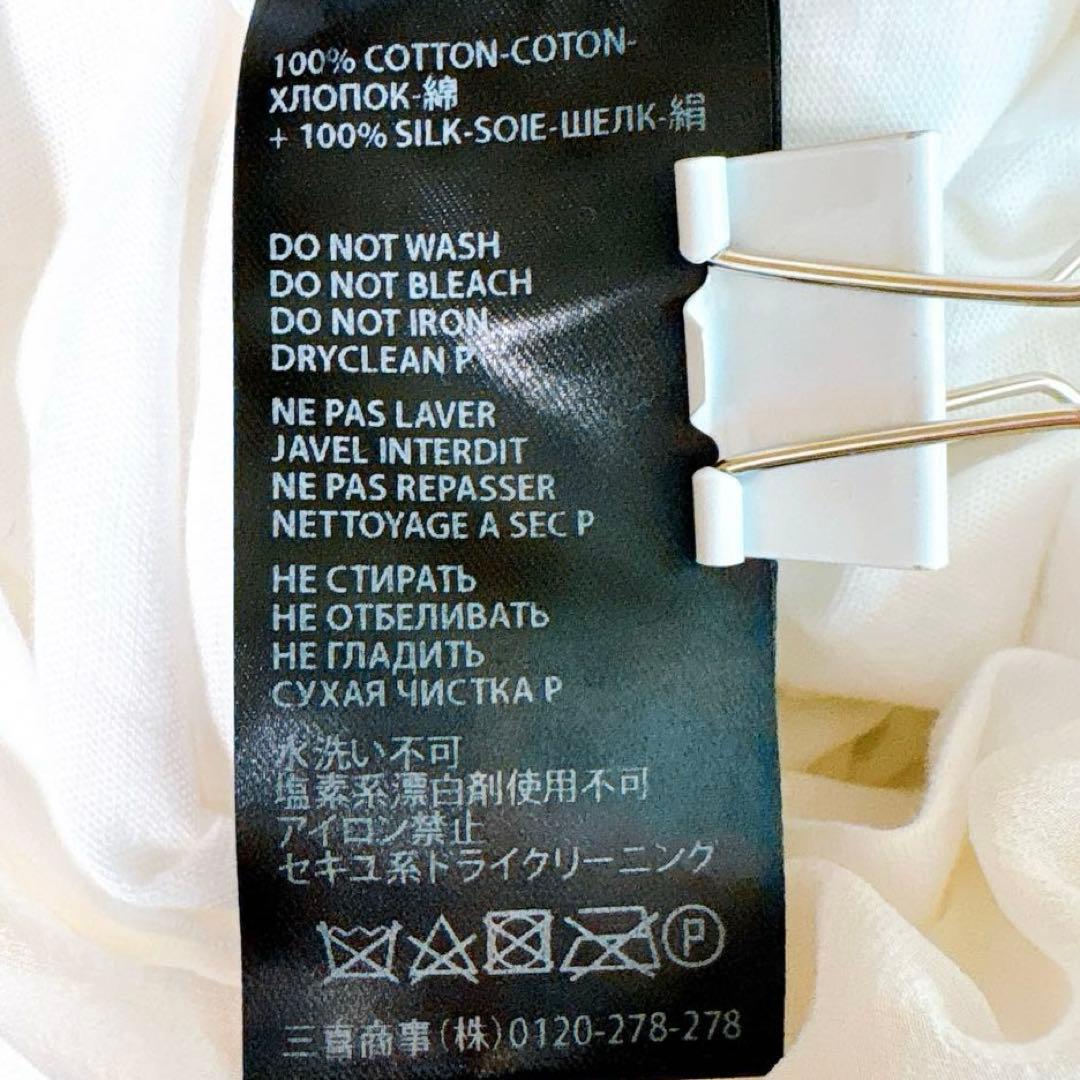 100% COTTON-COTON-
ХЛОПОК-綿
+ 100% SILK-SOIE-ШЕЛК-絹
DO NOT WASH
DO NOT BLEACH
DO NOT IRON
DRYCLEAN P
NE PAS LAVER
JAVEL INTERDIT
NE PAS REPASSER
NETTOYAGE A SEC P
НЕ СТИРАТЬ
НЕ ОТБЕЛИВАТЬ
НЕ ГЛАДИТЬ
СУХАЯ ЧИСТКА P
水洗い不可
塩素系漂白剤使用不可
アイロン禁止
セキユ系ドライクリーニング
P
三喜商事(株)0120-278-278